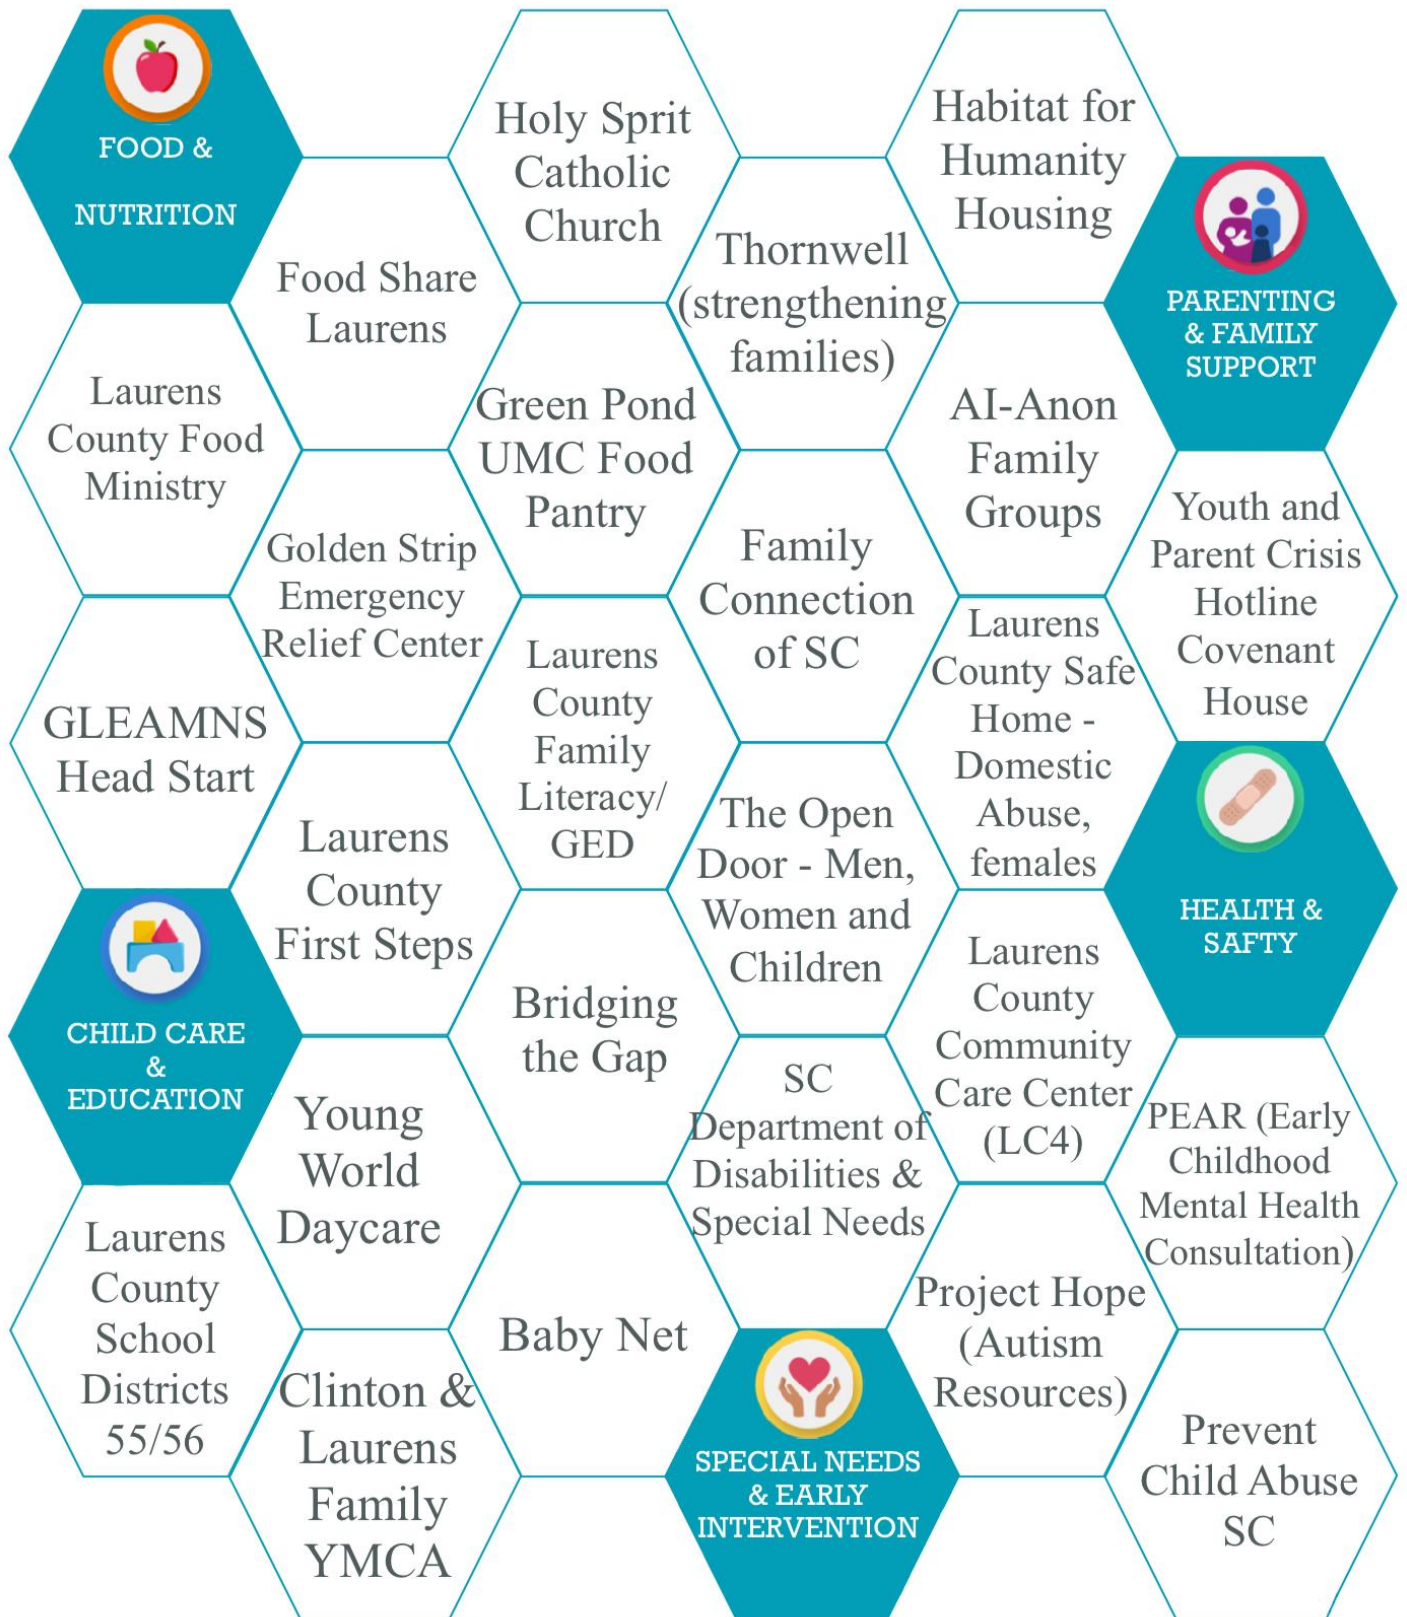 FOOD &
NUTRITION
Holy Sprit
Catholic
Church
Habitat for
Humanity
Housing
Food Share
Laurens
Thornwell
(strengthening
families)
PARENTING
& FAMILY
SUPPORT
Laurens
County Food
Ministry
Green Pond
UMC Food
Pantry
AI-Anon
Family
Groups
Golden Strip
Emergency
Relief Center
Family
Connection
of SC
Youth and
Parent Crisis
Hotline
Covenant
House
GLEAMNS
Head Start
Laurens
County
Family
Literacy/
GED
Laurens
County Safe
Home -
Domestic
Abuse,
females
Laurens
County
First Steps
The Open
Door - Men,
Women and
Children
HEALTH &
SAFTY
CHILD CARE
&
EDUCATION
Bridging
the Gap
Laurens
County
Community
Care Center
(LC4)
Young
World
Daycare
SC
Department of
Disabilities &
Special Needs
PEAR (Early
Childhood
Mental Health
Consultation)
Laurens
County
School
Districts
55/56
Baby Net
Project Hope
(Autism
Resources)
Clinton &
Laurens
Family
YMCA
SPECIAL NEEDS
& EARLY
INTERVENTION
Prevent
Child Abuse
SC